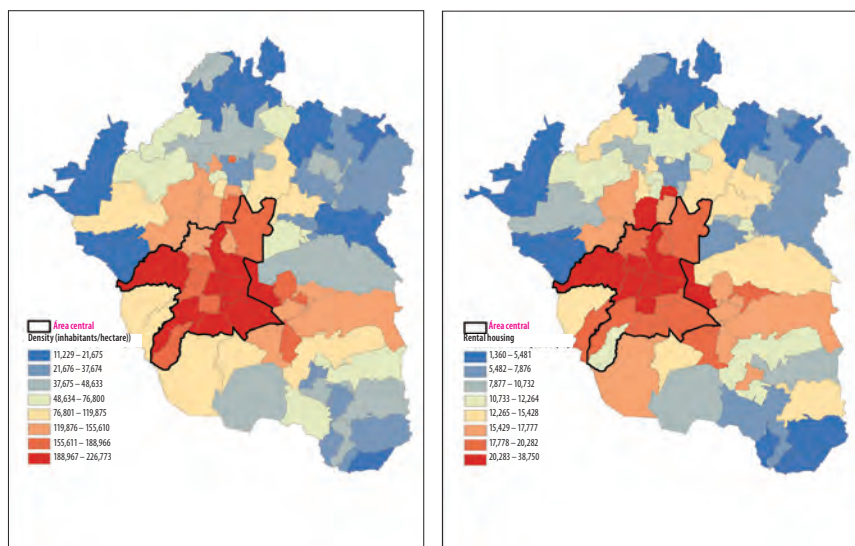 Área central
Density (inhabitants/hectare))
11,229 – 21,675
21,676 – 37,674
37,675 – 48,633
48,634 – 76,800
76,801 – 119,875
119,876 – 155,610
155,611 – 188,966
188,967 – 226,773
Área central
Rental housing
1,360 – 5,481
5,482 – 7,876
7,877 – 10,732
10,733 – 12,264
12,265 – 15,428
15,429 – 17,777
17,778 – 20,282
20,283 – 38,750